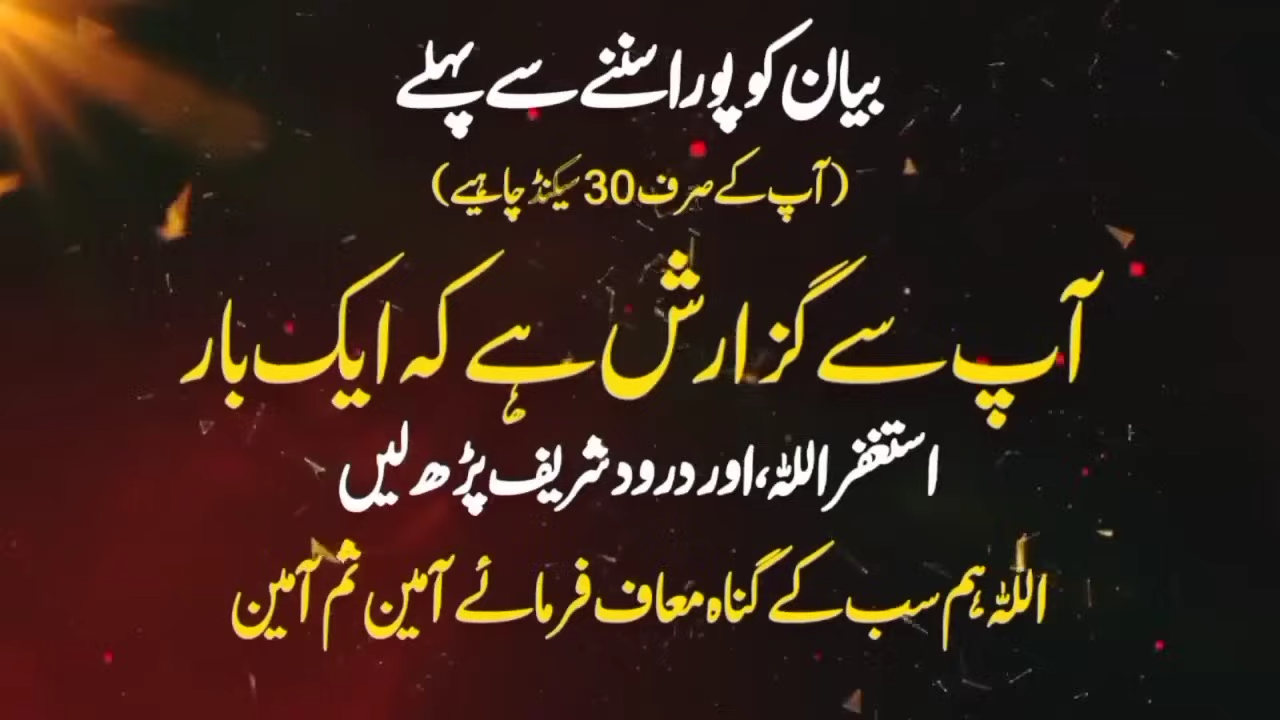 بیان کو پورا سننے سے پہلے
(آپ کے صرف 30 سیکنڈ چاہیے)
آپ سے گزارش ہے کہ ایک بار
استغفر اللہ، اور درود شریف پڑھ لیں
اللہ ہم سب کے گناہ معاف فرمائے آمین ثم آمین